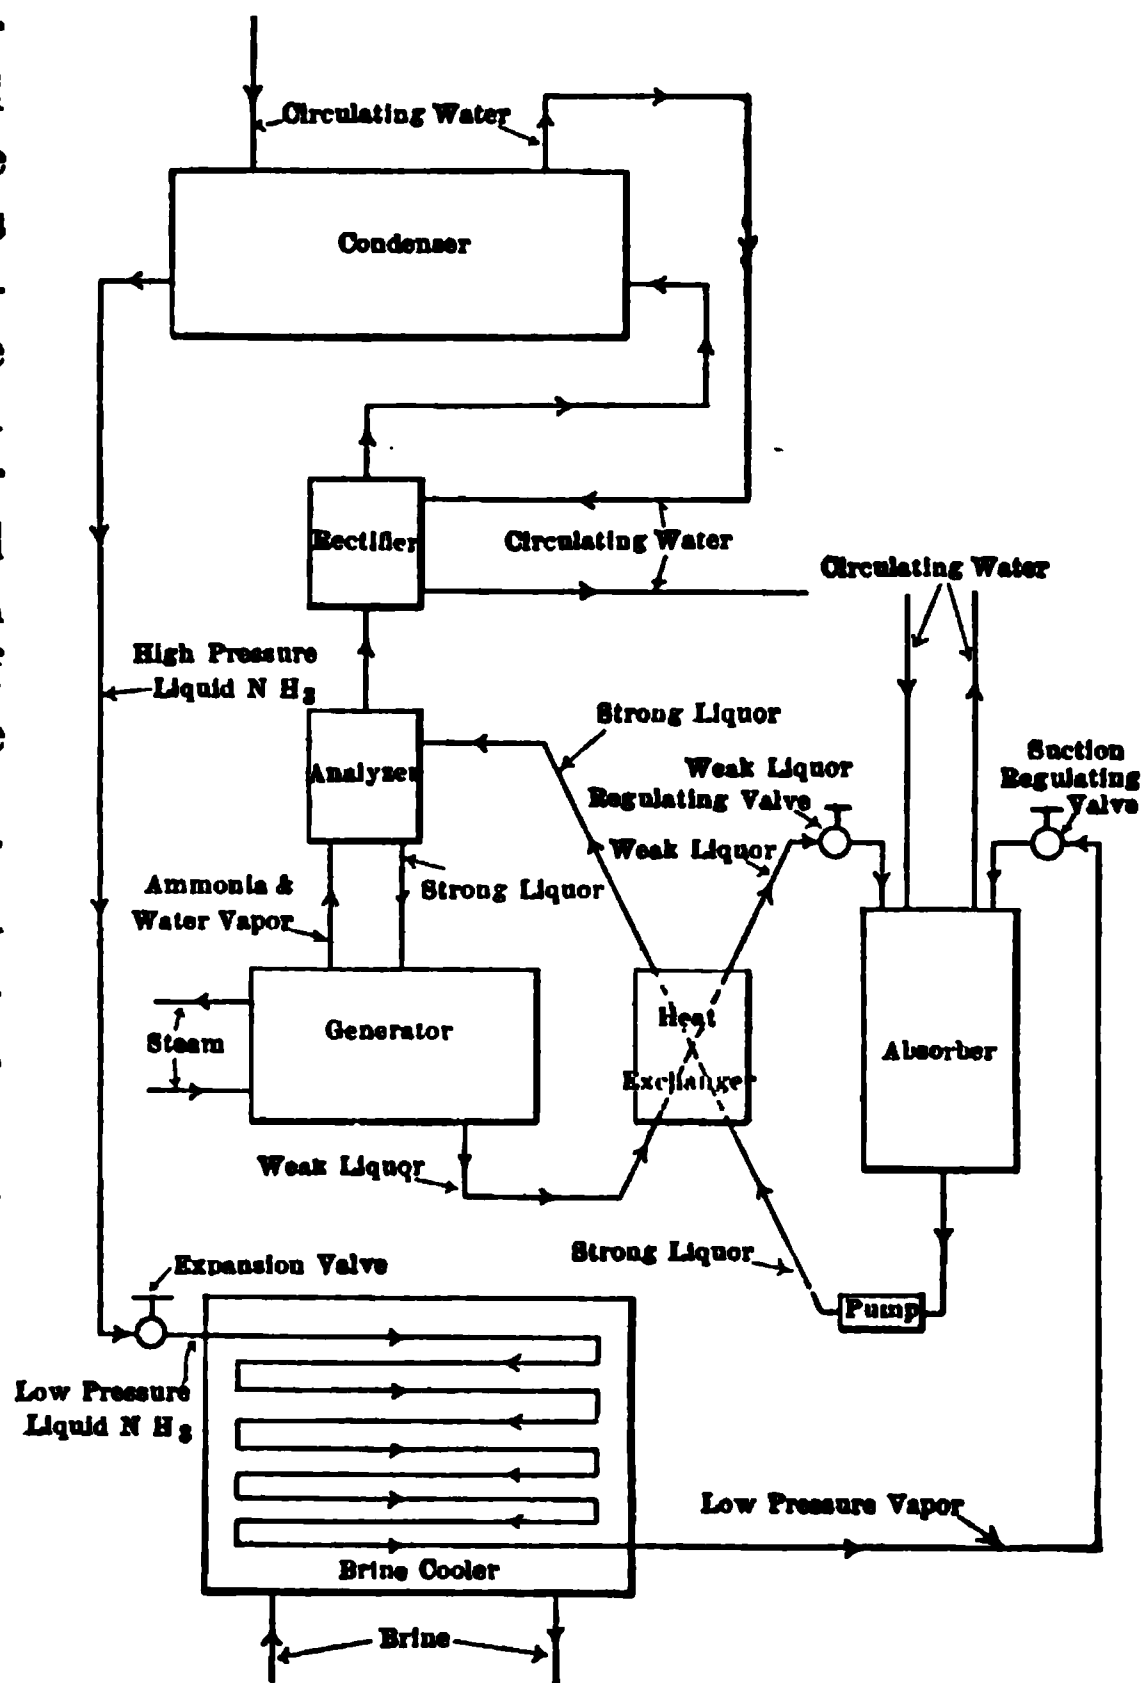 Circulating Water
Condenser
Rectifier
Circulating Water
Circulating Water
High Pressure
Liquid N H3
Strong Liquor
Suction
Regulating
Valve
Weak Liquor
Regulating Valve
Analyzer
Weak Liquor
Ammonia &
Water Vapor
Strong Liquor
Generator
Heat
Exchanger
Steam
Absorber
Weak Liquor
Strong Liquor
Expansion Valve
Pump
Low Pressure
Liquid N H3
Low Pressure Vapor
Brine Cooler
Brine